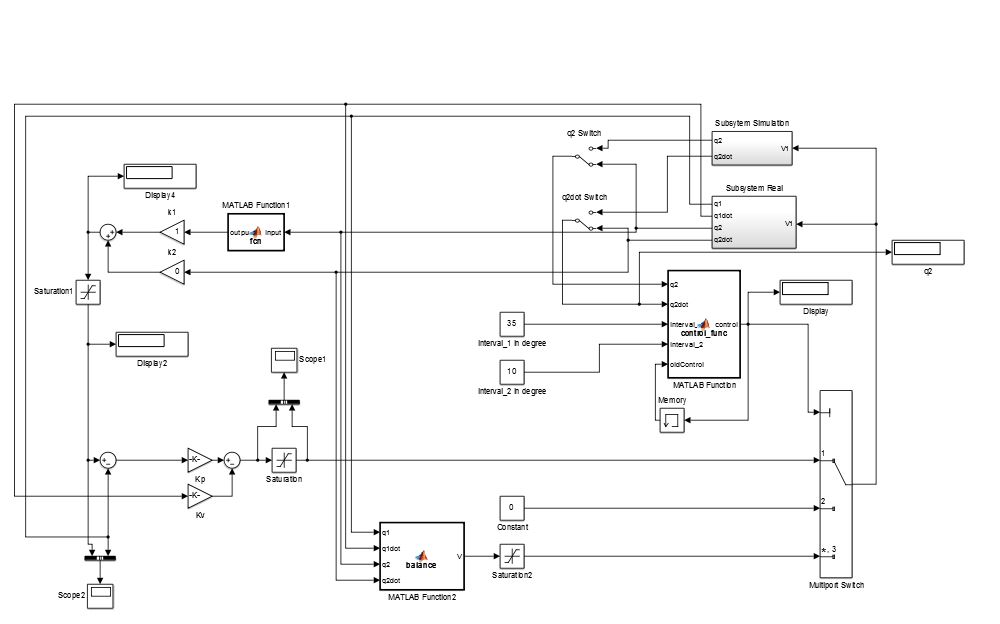 Subsytem Simulation
q2 Switch
q2
V1
q2dot
Subsystem Real
Display4
q2dot Switch
q1
k1
MATLAB Function1
q1dot
V1
1
outpu
input
fcn
q2
q2dot
k2
q2
0
q2
Saturation1
q2dot
Display
35
Interval_1
control
control_func
Interval_1 in degree
Interval_2
Display2
Scope1
10
oldControl
MATLAB Function
Interval_2 in degree
Memory
1
-K-
Kp
Saturation
-K-
2
Kv
0
Constant
q1
q1dot
*, 3
balance
V
q2
Saturation2
q2dot
Multiport Switch
Scope2
MATLAB Function2